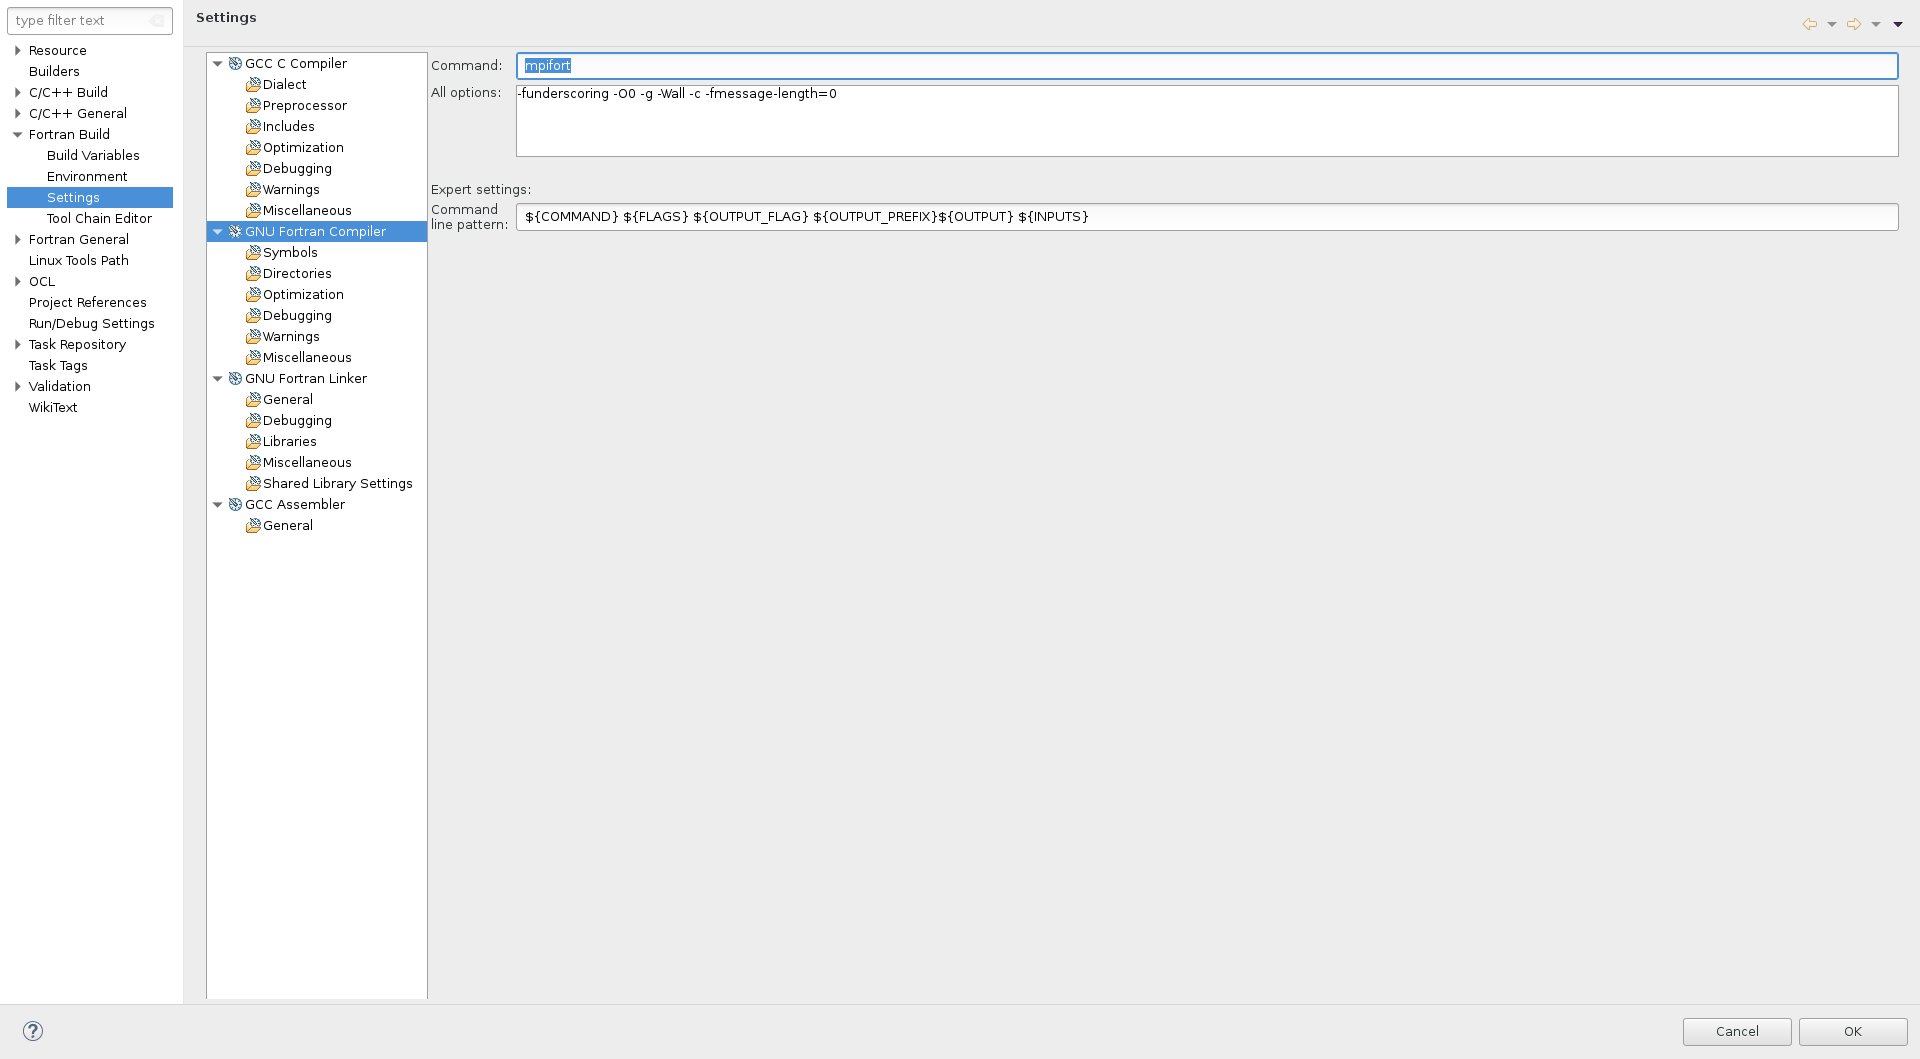 type filter text
Resource
Builders
C/C++ Build
C/C++ General
Fortran Build
Build Variables
Environment
Settings
Tool Chain Editor
Fortran General
Linux Tools Path
OCL
Project References
Run/Debug Settings
Task Repository
Task Tags
Validation
WikiText
Settings
GCC C Compiler
Dialect
Preprocessor
Includes
Optimization
Debugging
Warnings
Miscellaneous
GNU Fortran Compiler
Symbols
Directories
Optimization
Debugging
Warnings
Miscellaneous
GNU Fortran Linker
General
Debugging
Libraries
Miscellaneous
Shared Library Settings
GCC Assembler
General
Command: mpifort
All options: -funderscoring -O0 -g -Wall -c -fmessage-length=0
Expert settings:
Command
line pattern: ${COMMAND} ${FLAGS} ${OUTPUT_FLAG} ${OUTPUT_PREFIX}${OUTPUT} ${INPUTS}
?
Cancel
OK